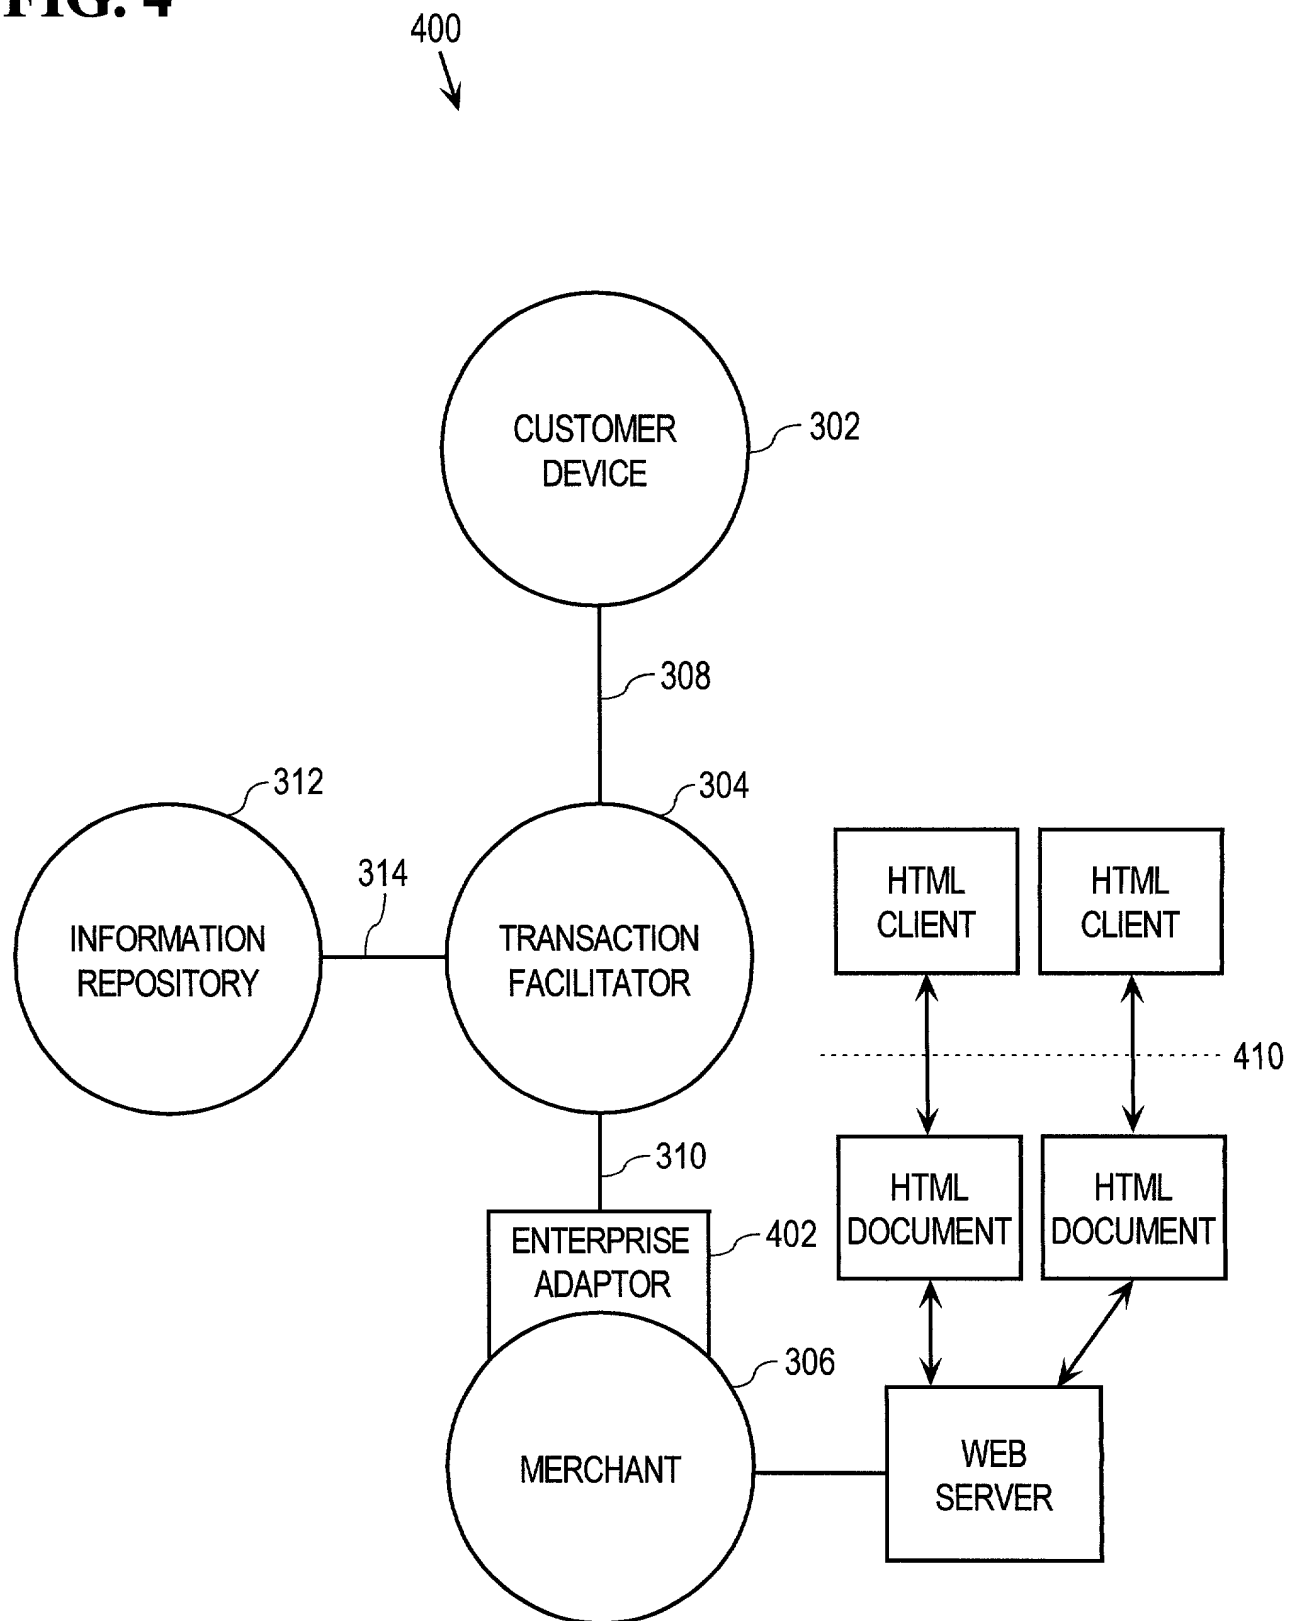 FIG. 4
400
CUSTOMER
DEVICE
302
308
312
304
314
INFORMATION
REPOSITORY
TRANSACTION
FACILITATOR
HTML
CLIENT
HTML
CLIENT
410
310
HTML
DOCUMENT
HTML
DOCUMENT
ENTERPRISE
ADAPTOR
402
306
MERCHANT
WEB
SERVER